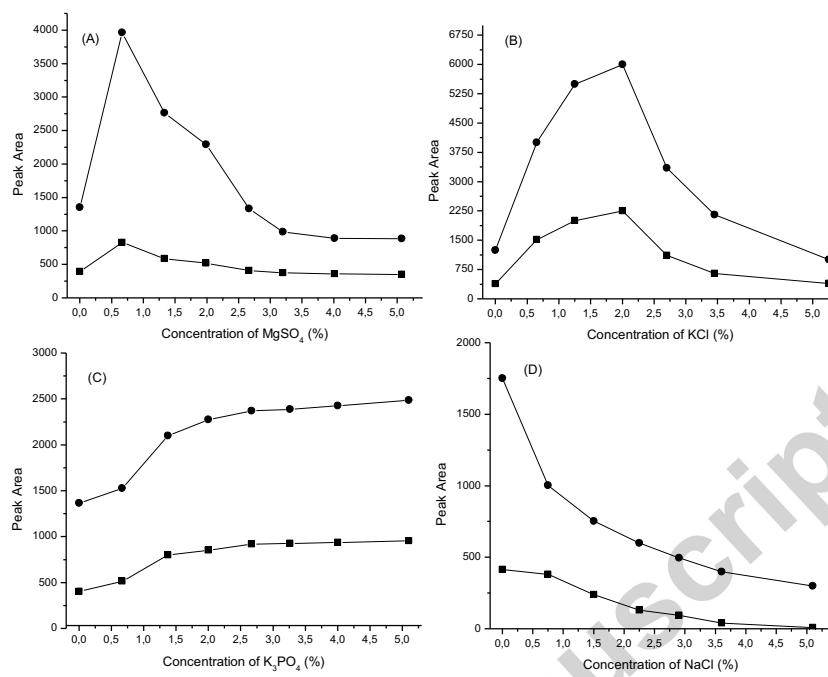 (A)
4000
3500
3000
2500
2000
1500
1000
500
0
Peak Area
0,0 0,5 1,0 1,5 2,0 2,5 3,0 3,5 4,0 4,5 5,0
Concentration of MgSO₄ (%)
(B)
6750
6000
5250
4500
3750
3000
2250
1500
750
0
Peak Area
0,0 0,5 1,0 1,5 2,0 2,5 3,0 3,5 4,0 4,5 5,0
Concentration of KCl (%)
(C)
3000
2500
2000
1500
1000
500
0
Peak Area
0,0 0,5 1,0 1,5 2,0 2,5 3,0 3,5 4,0 4,5 5,0
Concentration of K₃PO₄ (%)
(D)
1750
1500
1000
500
0
Peak Area
0,0 0,5 1,0 1,5 2,0 2,5 3,0 3,5 4,0 4,5 5,0
Concentration of NaCl (%)
uscript